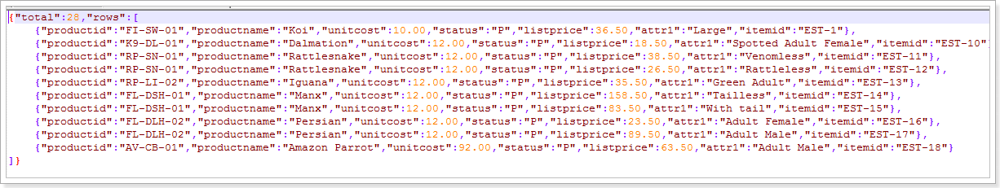 {"total":28,"rows":[
{"productid":"FI-SW-01","productname":"Koi","unitcost":10.00,"status":"P","listprice":36.50,"attr1":"Large","itemid":"EST-1"},
{"productid":"K9-DL-01","productname":"Dalmation","unitcost":12.00,"status":"P","listprice":18.50,"attr1":"Spotted Adult Female","itemid":"EST-10"
{"productid":"RP-SN-01","productname":"Rattlesnake","unitcost":12.00,"status":"P","listprice":38.50,"attr1":"Venomless","itemid":"EST-11"},
{"productid":"RP-SN-01","productname":"Rattlesnake","unitcost":12.00,"status":"P","listprice":26.50,"attr1":"Rattleless","itemid":"EST-12"},
{"productid":"RP-LI-02","productname":"Iguana","unitcost":12.00,"status":"P","listprice":35.50,"attr1":"Green Adult","itemid":"EST-13"},
{"productid":"FL-DSH-01","productname":"Manx","unitcost":12.00,"status":"P","listprice":158.50,"attr1":"Tailless","itemid":"EST-14"},
{"productid":"FL-DSH-01","productname":"Manx","unitcost":12.00,"status":"P","listprice":83.50,"attr1":"With tail","itemid":"EST-15"},
{"productid":"FL-DLH-02","productname":"Persian","unitcost":12.00,"status":"P","listprice":23.50,"attr1":"Adult Female","itemid":"EST-16"},
{"productid":"FL-DLH-02","productname":"Persian","unitcost":12.00,"status":"P","listprice":89.50,"attr1":"Adult Male","itemid":"EST-17"},
{"productid":"AV-CB-01","productname":"Amazon Parrot","unitcost":92.00,"status":"P","listprice":63.50,"attr1":"Adult Male","itemid":"EST-18"}
]}